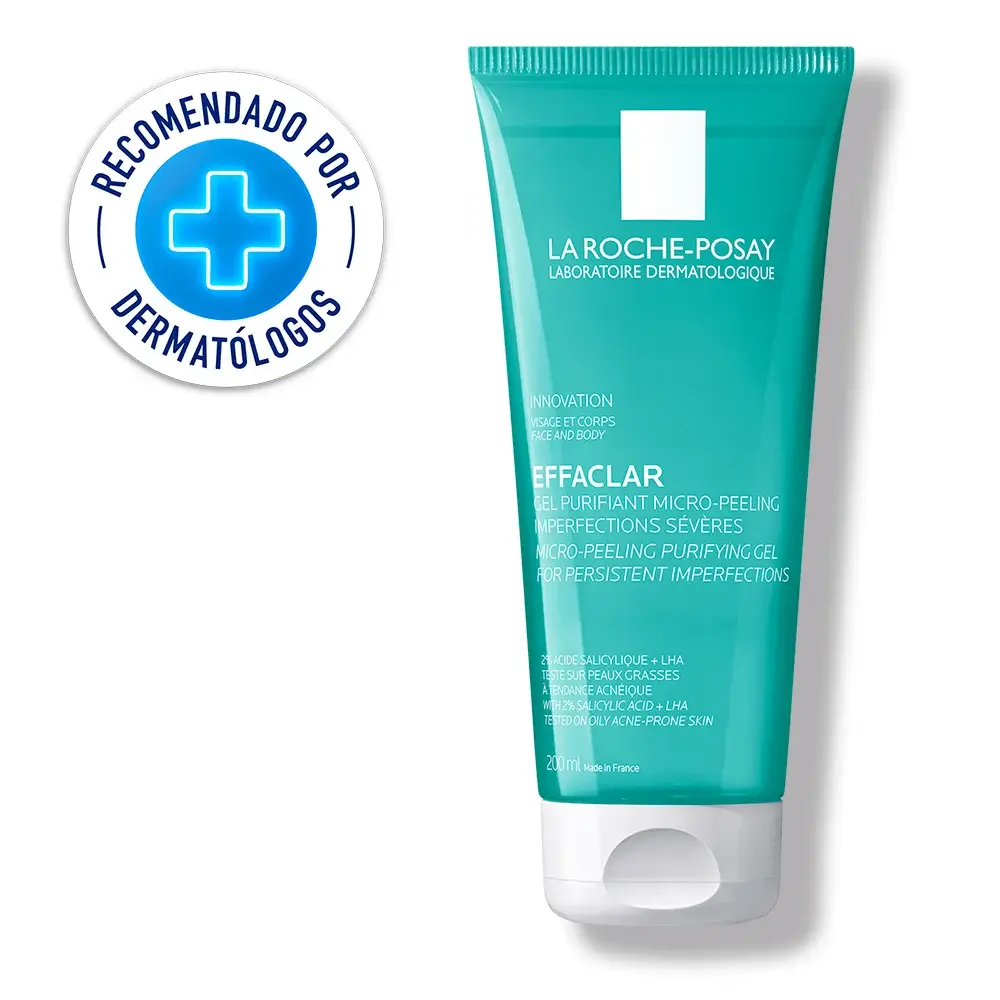 RECOMENDADO POR
DERMATÓLOGOS
LA ROCHE-POSAY
LABORATOIRE DERMATOLOGIQUE
INNOVATION
VISAGE ET CORPS
FACE AND BODY
EFFACLAR
GEL PURIFIANT MICRO-PEELING
IMPERFECTIONS SÉVÈRES
MICRO-PEELING PURIFYING GEL
FOR PERSISTENT IMPERFECTIONS
2% ACIDE SALICYLIQUE + LHA
TESTÉ SUR PEAUX GRASSES
À TENDANCE ACNÉIQUE
WITH 2% SALICYLIC ACID + LHA
TESTED ON OILY ACNE-PRONE SKIN
200 ml Made in France